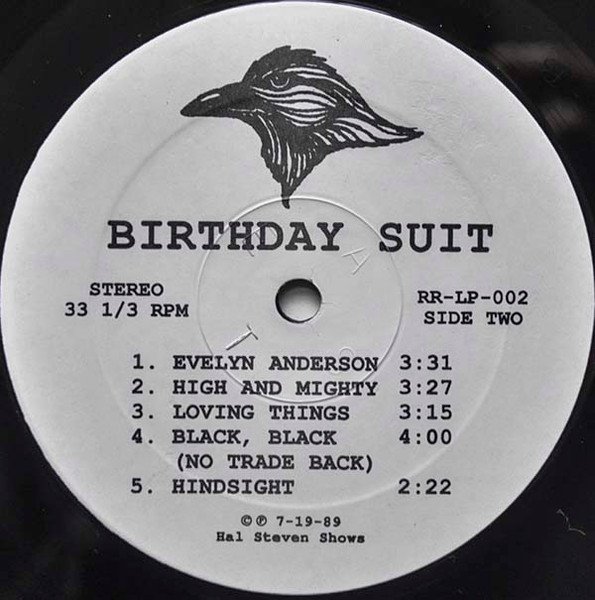 BIRTHDAY SUIT
STEREO
33 1/3 RPM
RR-LP-002
SIDE TWO
1. EVELYN ANDERSON 3:31
2. HIGH AND MIGHTY 3:27
3. LOVING THINGS 3:15
4. BLACK, BLACK 4:00
(NO TRADE BACK)
5. HINDSIGHT 2:22
©℗ 7-19-89
Hal Steven Shows